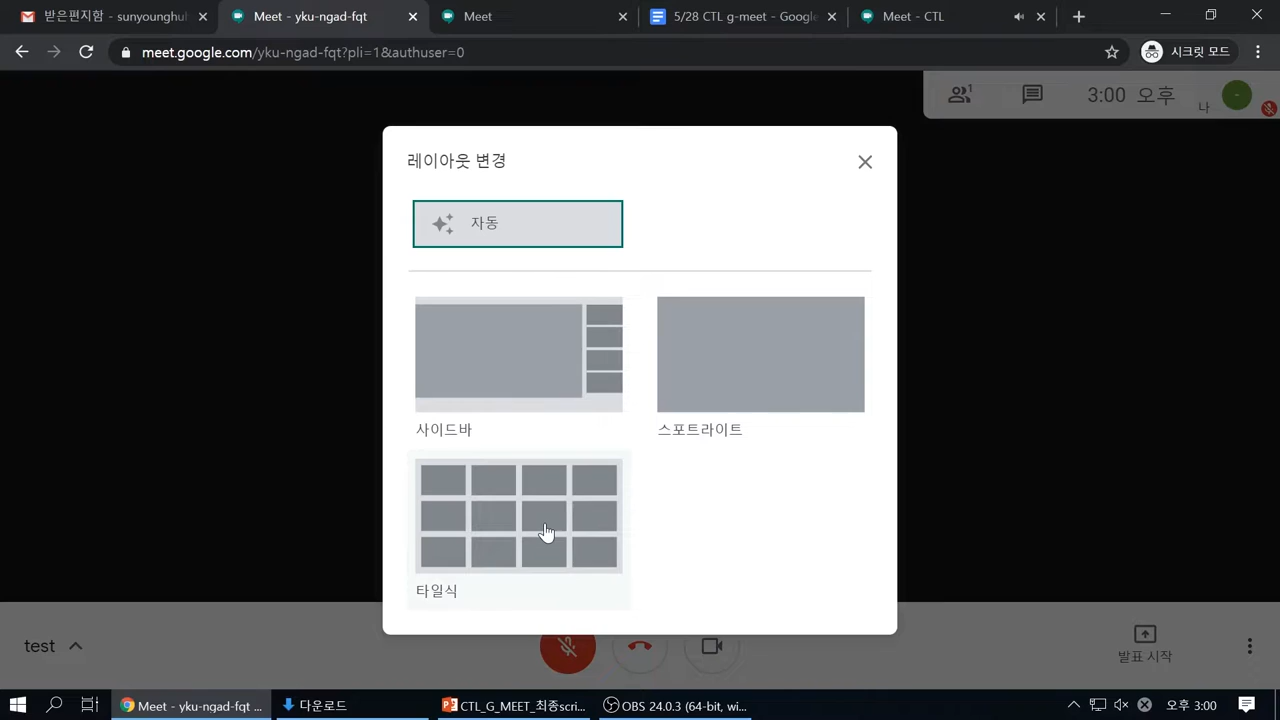 받은편지함 - sunyounghul
Meet - yku-ngad-fqt
Meet
5/28 CTL g-meet - Google
Meet - CTL
meet.google.com/yku-ngad-fqt?pli=1&authuser=0
시크릿 모드
1
3:00 오후
나
레이아웃 변경
자동
사이드바
스포트라이트
타일식
test
발표 시작
Meet - yku-ngad-fqt ...
다운로드
CTL_G_MEET_최종scri...
OBS 24.0.3 (64-bit, wi...
오후 3:00